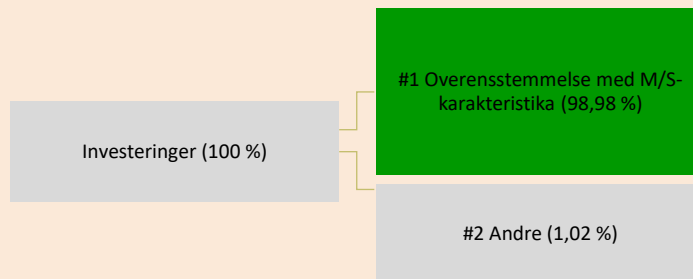 #1 Overensstemmelse med M/S-
karakteristika (98,98 %)
Investeringer (100 %)
#2 Andre (1,02 %)